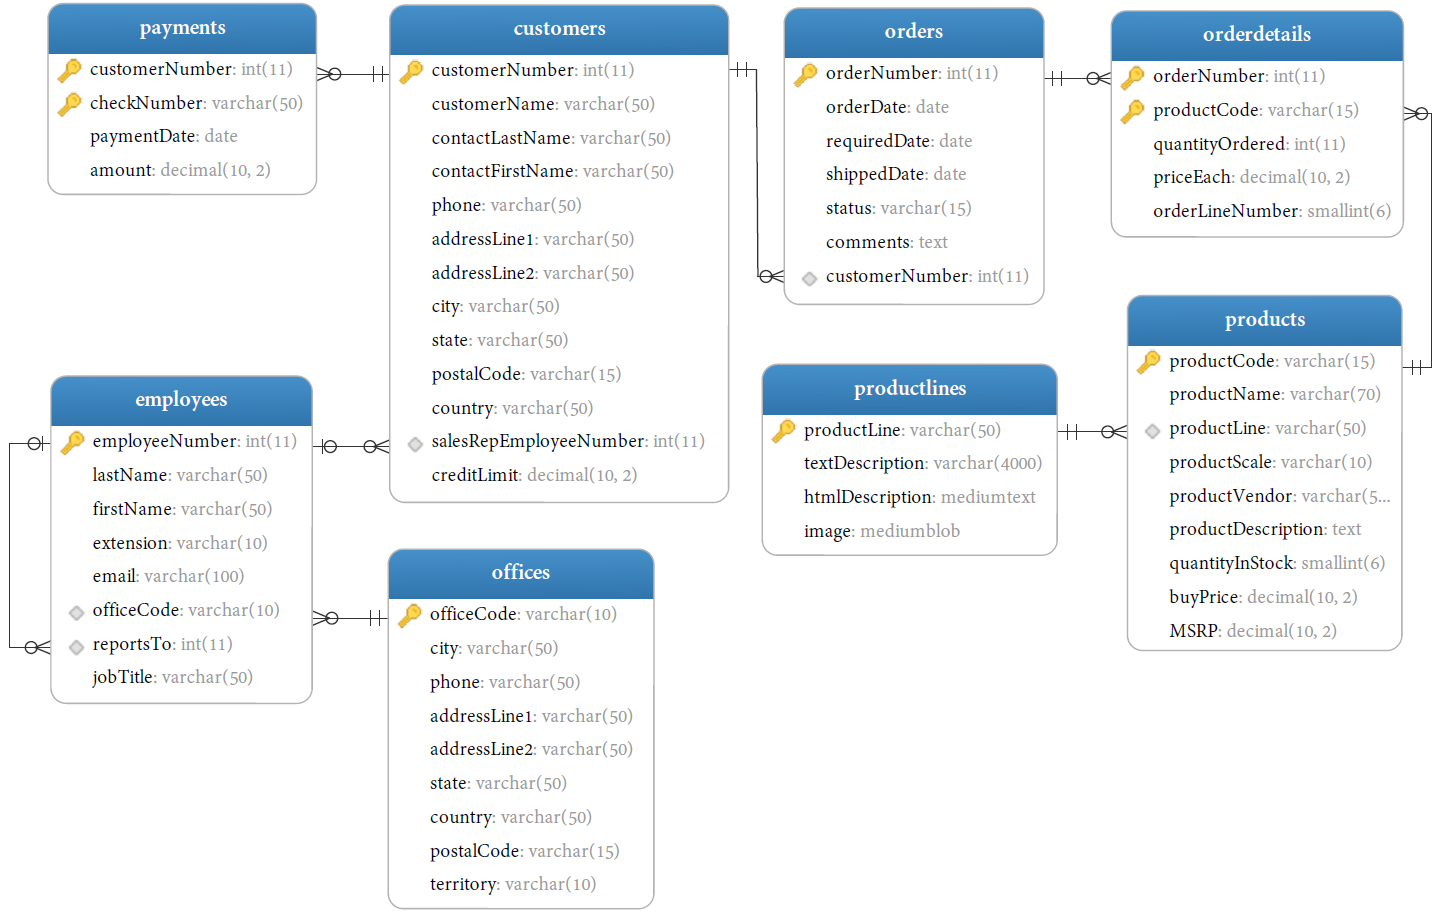 payments
customerNumber: int(11)
checkNumber: varchar(50)
paymentDate: date
amount: decimal(10, 2)
customers
customerNumber: int(11)
customerName: varchar(50)
contactLastName: varchar(50)
contactFirstName: varchar(50)
phone: varchar(50)
addressLine1: varchar(50)
addressLine2: varchar(50)
city: varchar(50)
state: varchar(50)
postalCode: varchar(15)
country: varchar(50)
salesRepEmployeeNumber: int(11)
creditLimit: decimal(10, 2)
orders
orderNumber: int(11)
orderDate: date
requiredDate: date
shippedDate: date
status: varchar(15)
comments: text
customerNumber: int(11)
orderdetails
orderNumber: int(11)
productCode: varchar(15)
quantityOrdered: int(11)
priceEach: decimal(10, 2)
orderLineNumber: smallint(6)
employees
employeeNumber: int(11)
lastName: varchar(50)
firstName: varchar(50)
extension: varchar(10)
email: varchar(100)
officeCode: varchar(10)
reportsTo: int(11)
jobTitle: varchar(50)
offices
officeCode: varchar(10)
city: varchar(50)
phone: varchar(50)
addressLine1: varchar(50)
addressLine2: varchar(50)
state: varchar(50)
country: varchar(50)
postalCode: varchar(15)
territory: varchar(10)
productlines
productLine: varchar(50)
textDescription: varchar(4000)
htmlDescription: mediumtext
image: mediumblob
products
productCode: varchar(15)
productName: varchar(70)
productLine: varchar(50)
productScale: varchar(10)
productVendor: varchar(5...
productDescription: text
quantityInStock: smallint(6)
buyPrice: decimal(10, 2)
MSRP: decimal(10, 2)